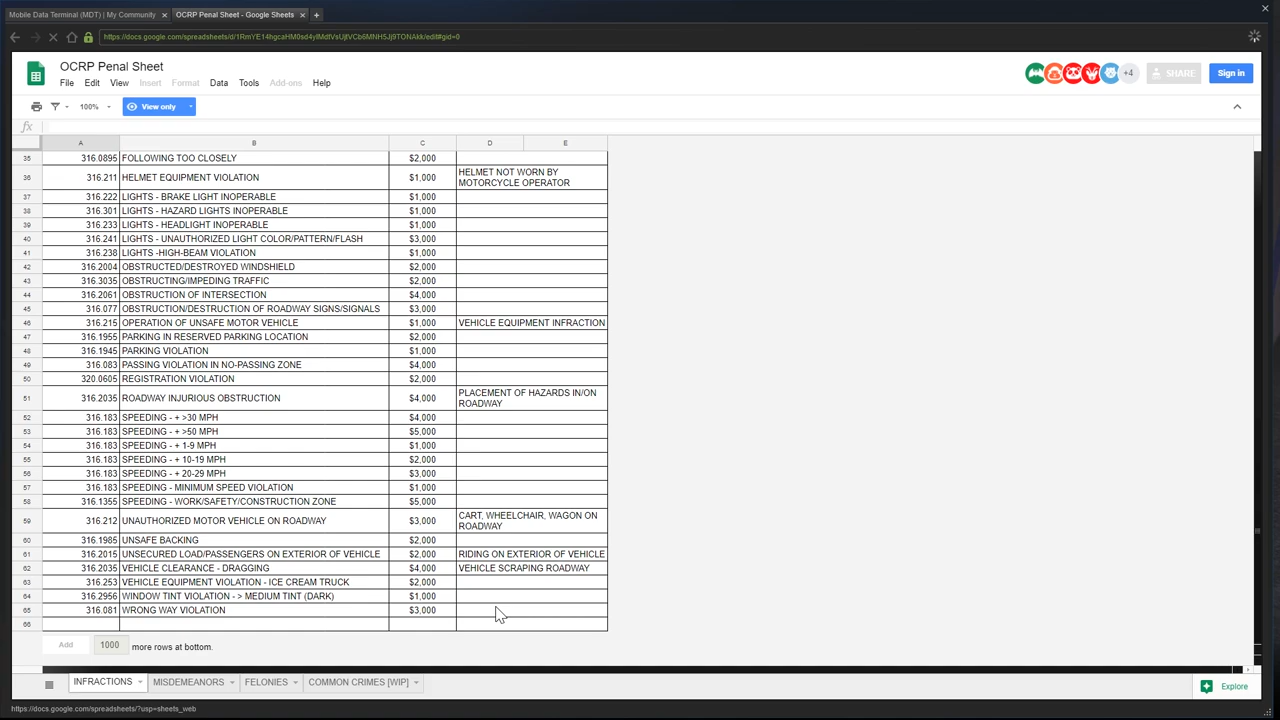 Mobile Data Terminal (MDT) | My Community × OCRP Penal Sheet - Google Sheets × +
OCRP Penal Sheet
+4 SHARE Sign in
File Edit View Insert Format Data Tools Add-ons Help
100% View only
fx
A B C D E
35 316.0895 FOLLOWING TOO CLOSELY $2,000
36 316.211 HELMET EQUIPMENT VIOLATION $1,000 HELMET NOT WORN BY
MOTORCYCLE OPERATOR
37 316.222 LIGHTS - BRAKE LIGHT INOPERABLE $1,000
38 316.301 LIGHTS - HAZARD LIGHTS INOPERABLE $1,000
39 316.233 LIGHTS - HEADLIGHT INOPERABLE $1,000
40 316.241 LIGHTS - UNAUTHORIZED LIGHT COLOR/PATTERN/FLASH $3,000
41 316.238 LIGHTS -HIGH-BEAM VIOLATION $1,000
42 316.2004 OBSTRUCTED/DESTROYED WINDSHIELD $2,000
43 316.3035 OBSTRUCTING/IMPEDING TRAFFIC $2,000
44 316.2061 OBSTRUCTION OF INTERSECTION $4,000
45 316.077 OBSTRUCTION/DESTRUCTION OF ROADWAY SIGNS/SIGNALS $3,000
46 316.215 OPERATION OF UNSAFE MOTOR VEHICLE $1,000 VEHICLE EQUIPMENT INFRACTION
47 316.1955 PARKING IN RESERVED PARKING LOCATION $2,000
48 316.1945 PARKING VIOLATION $1,000
49 316.083 PASSING VIOLATION IN NO-PASSING ZONE $4,000
50 320.0605 REGISTRATION VIOLATION $2,000
51 316.2035 ROADWAY INJURIOUS OBSTRUCTION $4,000 PLACEMENT OF HAZARDS IN/ON
ROADWAY
52 316.183 SPEEDING - + >30 MPH $4,000
53 316.183 SPEEDING - + >50 MPH $5,000
54 316.183 SPEEDING - + 1-9 MPH $1,000
55 316.183 SPEEDING - + 10-19 MPH $2,000
56 316.183 SPEEDING - + 20-29 MPH $3,000
57 316.183 SPEEDING - MINIMUM SPEED VIOLATION $1,000
58 316.1355 SPEEDING - WORK/SAFETY/CONSTRUCTION ZONE $5,000
59 316.212 UNAUTHORIZED MOTOR VEHICLE ON ROADWAY $3,000 CART, WHEELCHAIR, WAGON ON
ROADWAY
60 316.1985 UNSAFE BACKING $2,000
61 316.2015 UNSECURED LOAD/PASSENGERS ON EXTERIOR OF VEHICLE $2,000 RIDING ON EXTERIOR OF VEHICLE
62 316.2035 VEHICLE CLEARANCE - DRAGGING $4,000 VEHICLE SCRAPING ROADWAY
63 316.253 VEHICLE EQUIPMENT VIOLATION - ICE CREAM TRUCK $2,000
64 316.2956 WINDOW TINT VIOLATION - > MEDIUM TINT (DARK) $1,000
65 316.081 WRONG WAY VIOLATION $3,000
66
Add 1000 more rows at bottom.
INFRACTIONS MISDEMEANORS FELONIES COMMON CRIMES [WIP] Explore
https://docs.google.com/spreadsheets/?usp=sheets_web